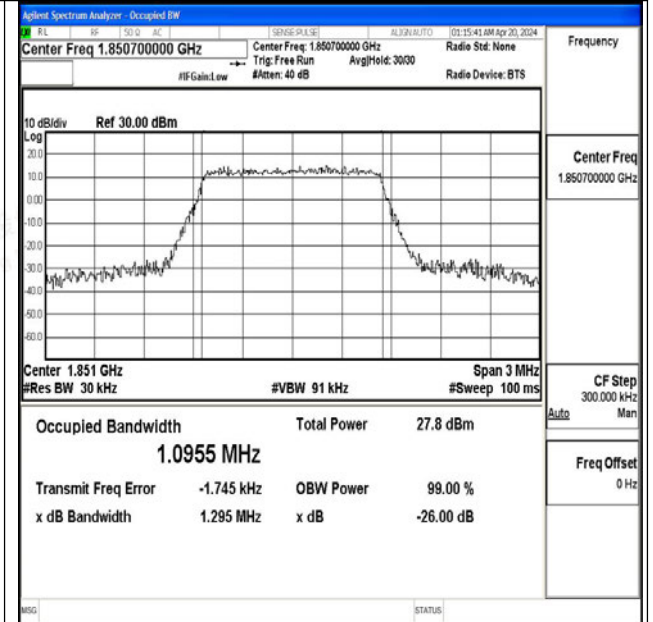 Agilent Spectrum Analyzer - Occupied BW
RL RF 50 Ω AC SENSE:PULSE ALIGNAUTO 01:15:41 AM Apr 20, 2024
Center Freq 1.850700000 GHz
Center Freq: 1.850700000 GHz Radio Std: None
Trig: Free Run Avg|Hold: 30/30
#IFGain:Low #Atten: 40 dB Radio Device: BTS
Frequency
10 dB/div Ref 30.00 dBm
Log
20.0
10.0
0.00
-10.0
-20.0
-30.0
-40.0
-50.0
-60.0
Center 1.851 GHz Span 3 MHz
#Res BW 30 kHz #VBW 91 kHz #Sweep 100 ms
Occupied Bandwidth Total Power 27.8 dBm
1.0955 MHz
Transmit Freq Error -1.745 kHz OBW Power 99.00 %
x dB Bandwidth 1.295 MHz x dB -26.00 dB
Center Freq
1.850700000 GHz
CF Step
300.000 kHz
Auto Man
Freq Offset
0 Hz
MSG STATUS